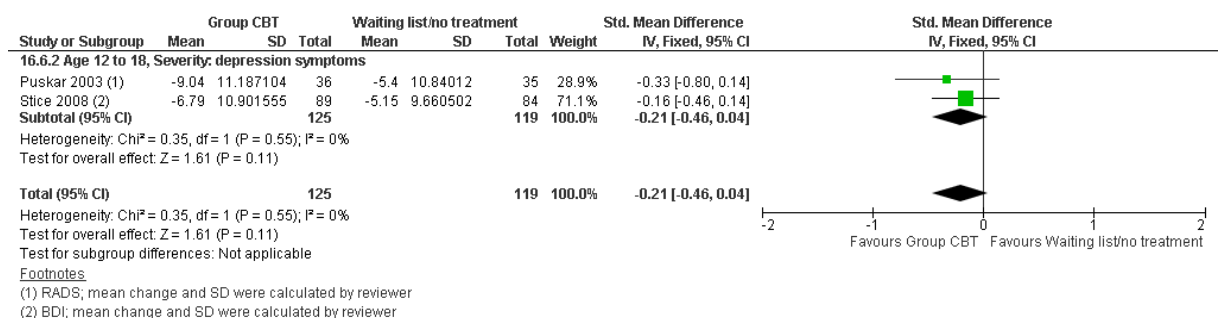 Group CBT Waiting list/no treatment Std. Mean Difference Std. Mean Difference
Study or Subgroup Mean SD Total Mean SD Total Weight IV, Fixed, 95% CI IV, Fixed, 95% CI
16.6.2 Age 12 to 18, Severity: depression symptoms
Puskar 2003 (1) -9.04 11.187104 36 -5.4 10.84012 35 28.9% -0.33 [-0.80, 0.14]
Stice 2008 (2) -6.79 10.901555 89 -5.15 9.660502 84 71.1% -0.16 [-0.46, 0.14]
Subtotal (95% CI) 125 119 100.0% -0.21 [-0.46, 0.04]
Heterogeneity: Chi² = 0.35, df = 1 (P = 0.55); I² = 0%
Test for overall effect: Z = 1.61 (P = 0.11)
Total (95% CI) 125 119 100.0% -0.21 [-0.46, 0.04]
Heterogeneity: Chi² = 0.35, df = 1 (P = 0.55); I² = 0%
Test for overall effect: Z = 1.61 (P = 0.11)
Test for subgroup differences: Not applicable
-2 -1 0 1 2
Favours Group CBT Favours Waiting list/no treatment
Footnotes
(1) RADS; mean change and SD were calculated by reviewer
(2) BDI; mean change and SD were calculated by reviewer